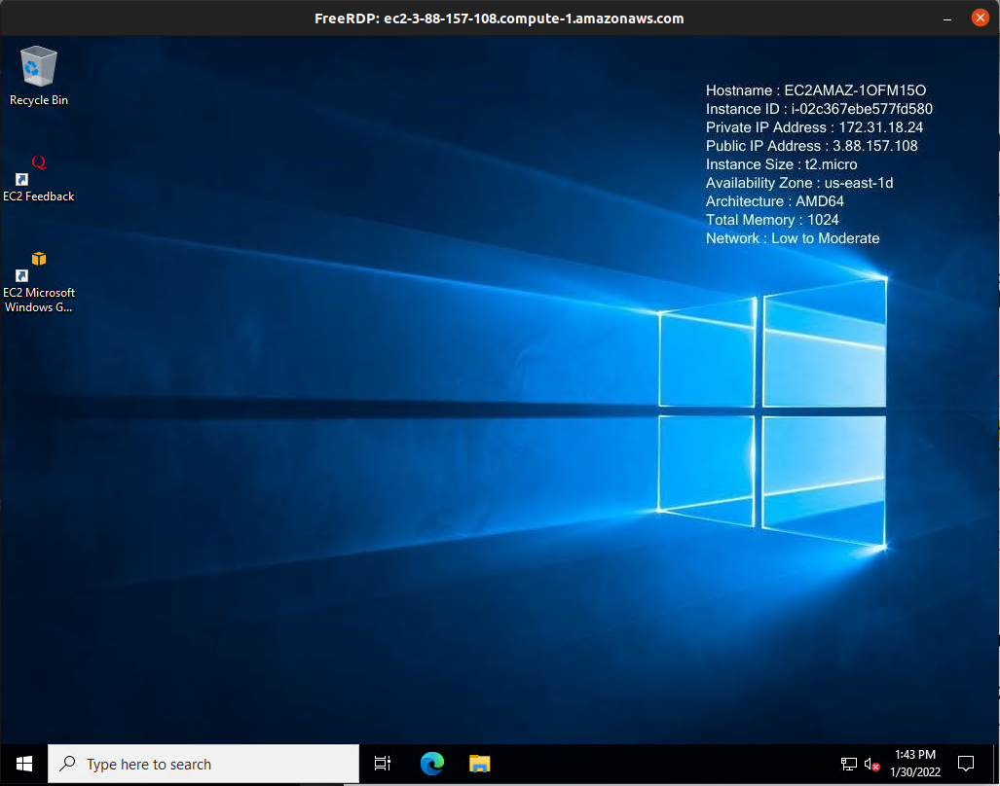 FreeRDP: ec2-3-88-157-108.compute-1.amazonaws.com
Recycle Bin
EC2 Feedback
EC2 Microsoft
Windows G...
Hostname : EC2AMAZ-1OFM15O
Instance ID : i-02c367ebe577fd580
Private IP Address : 172.31.18.24
Public IP Address : 3.88.157.108
Instance Size : t2.micro
Availability Zone : us-east-1d
Architecture : AMD64
Total Memory : 1024
Network : Low to Moderate
Type here to search
1:43 PM
1/30/2022